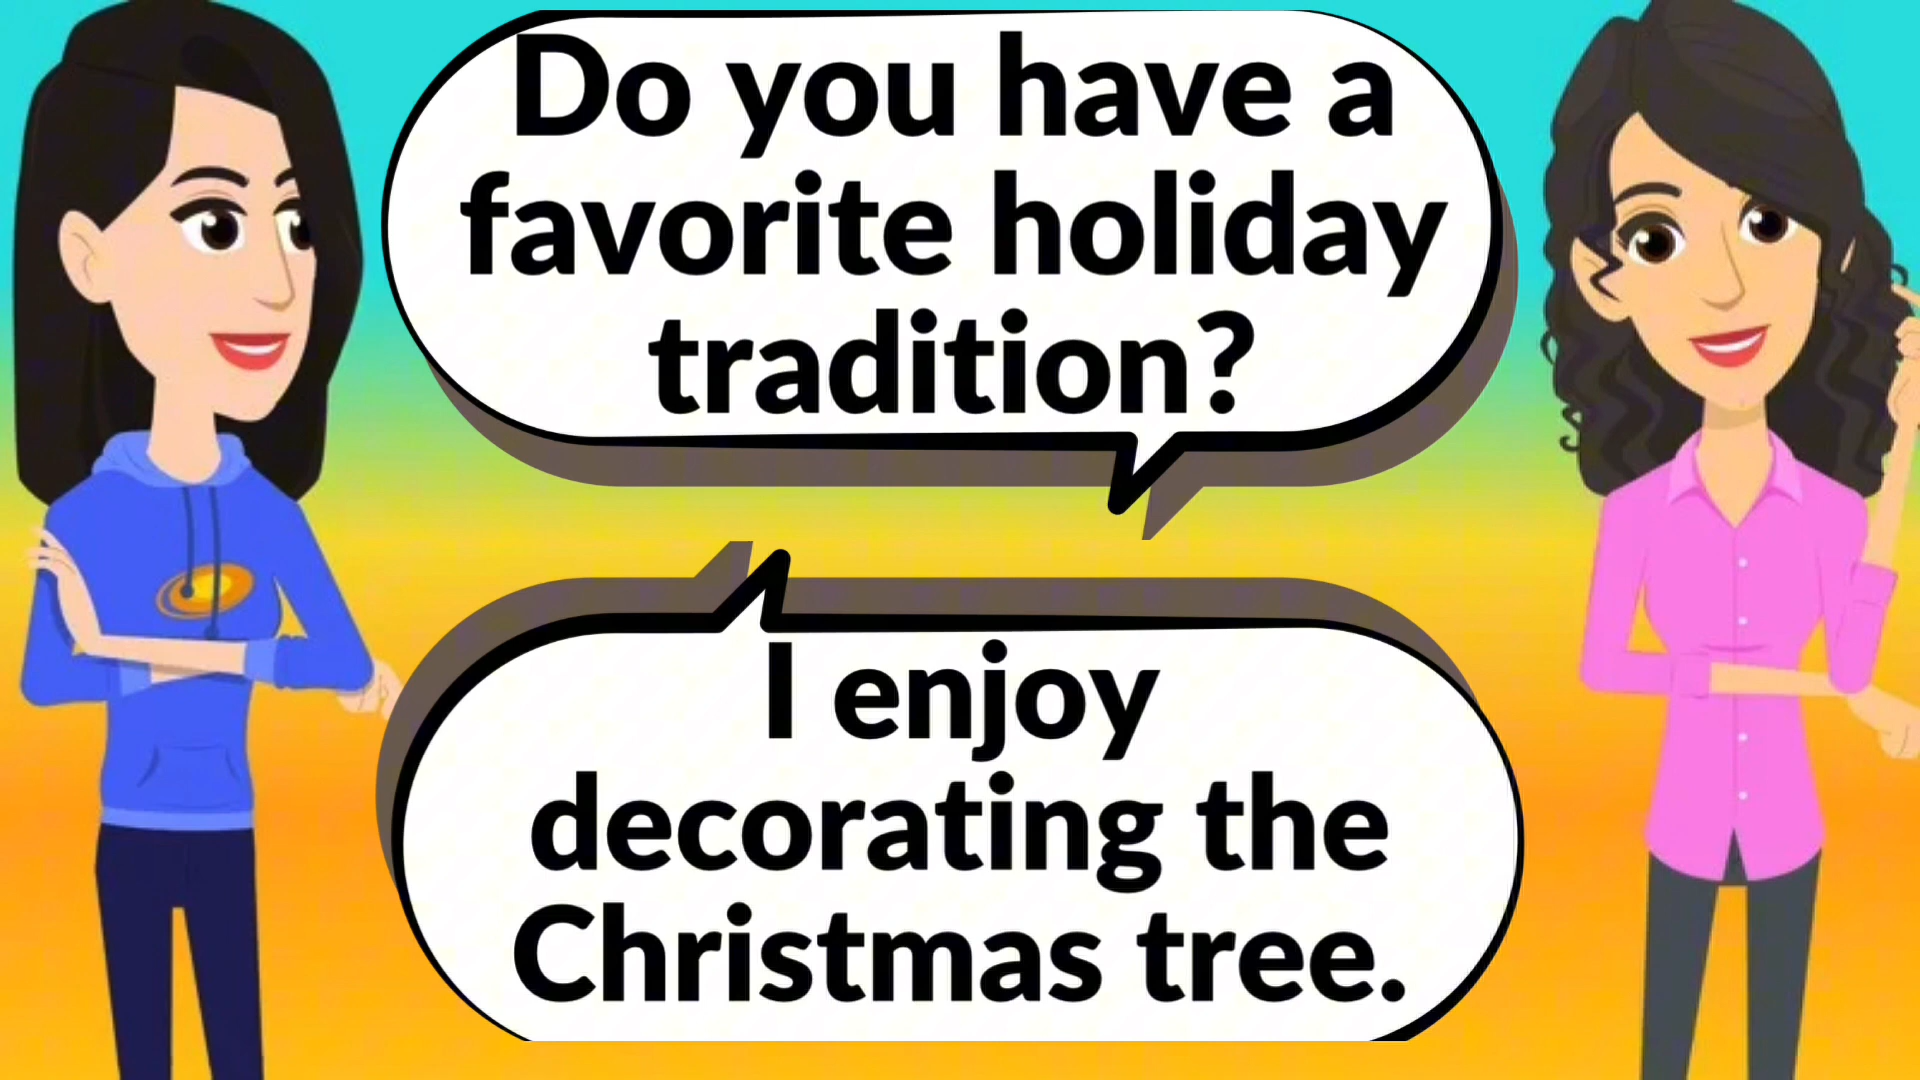 Do you have a
favorite holiday
tradition?
I enjoy
decorating the
Christmas tree.